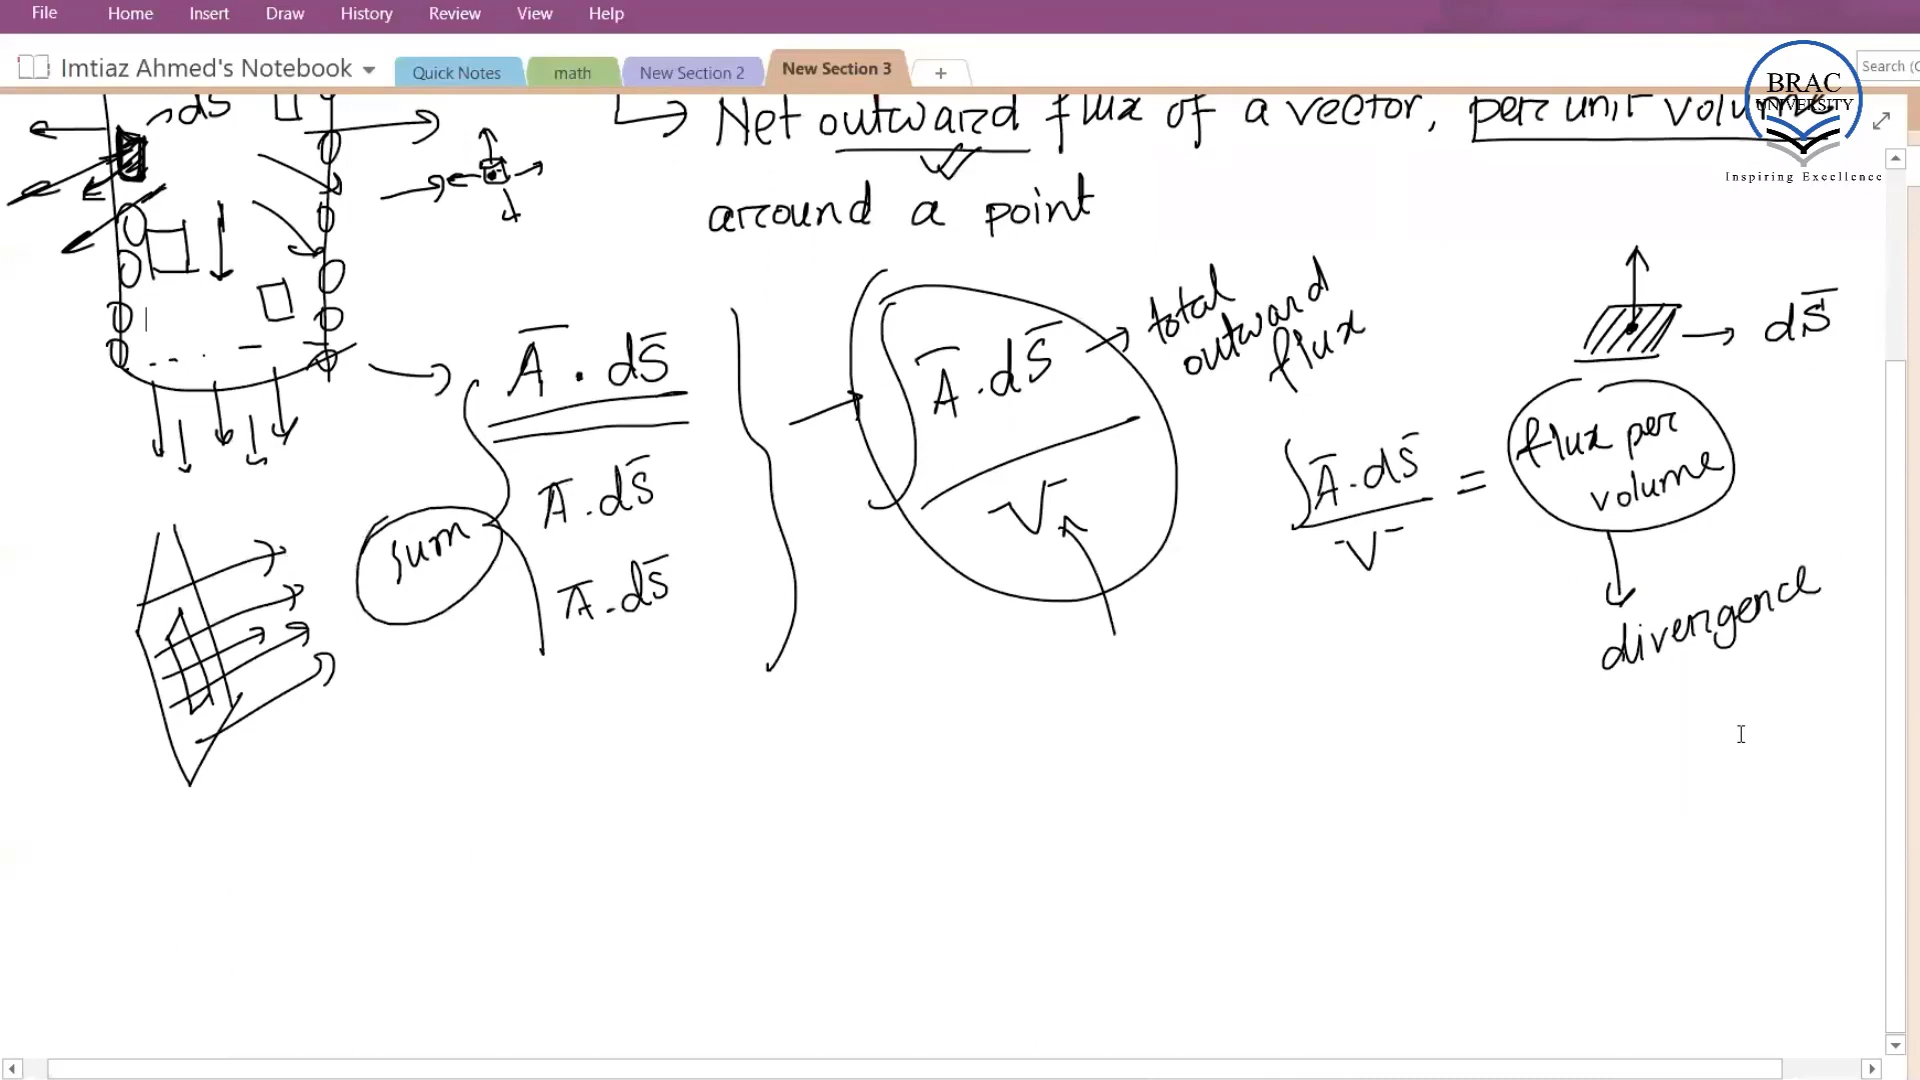 File Home Insert Draw History Review View Help
Imtiaz Ahmed's Notebook Quick Notes math New Section 2 New Section 3 +
Search (C
BRAC
UNIVERSITY
Inspiring Excellence
dS
Net outward flux of a vector, per unit volume
around a point
A̅ . dS̅
A̅ . dS̅
A̅ . dS̅
sum
∫ A̅ . dS̅
V
total
outward
flux
dS̅
∫ A̅ . dS̅
V
=
flux per
volume
divergence